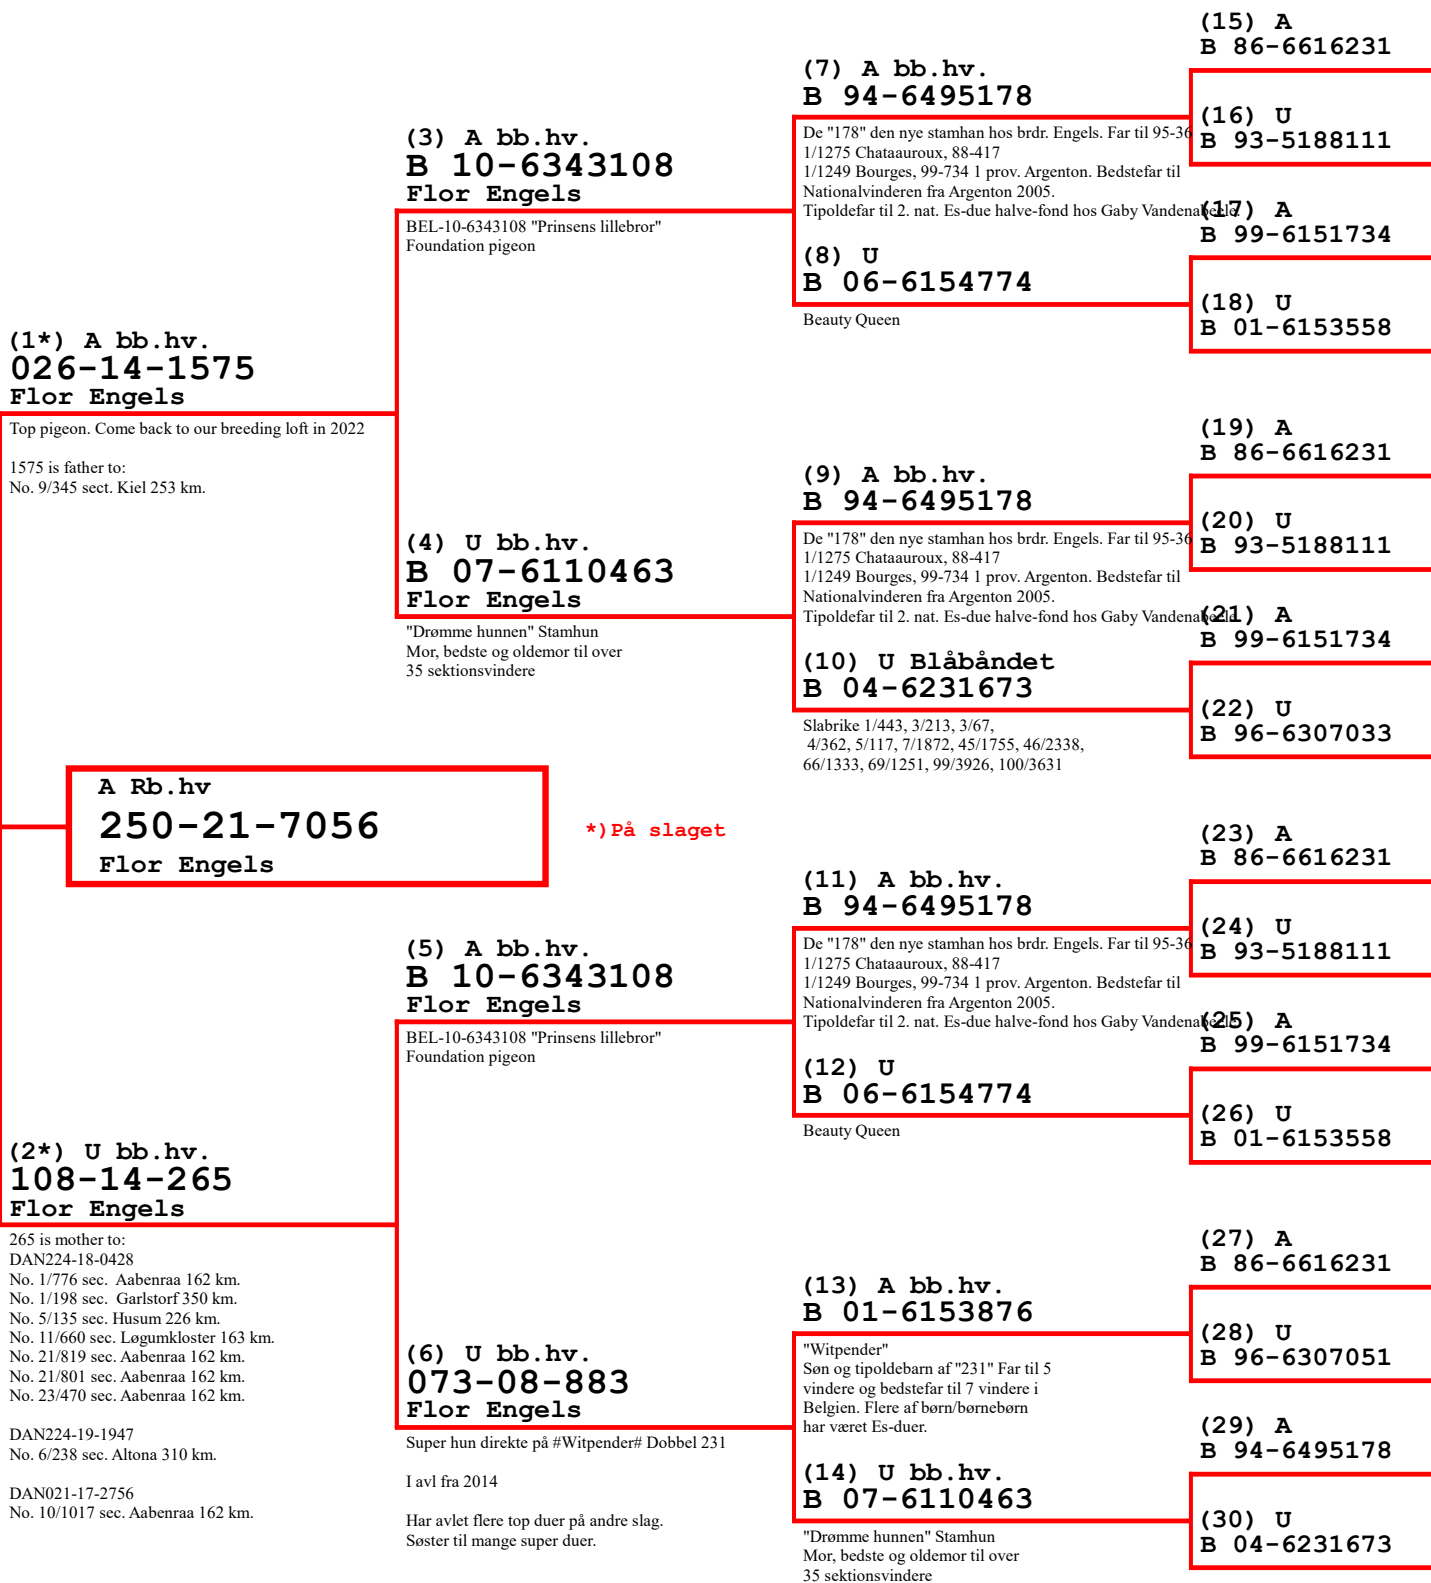 (1*) A bb.hv.
026-14-1575
Flor Engels
Top pigeon. Come back to our breeding loft in 2022
1575 is father to:
No. 9/345 sect. Kiel 253 km.
A Rb.hv
250-21-7056
Flor Engels
*)På slaget
(2*) U bb.hv.
108-14-265
Flor Engels
265 is mother to:
DAN224-18-0428
No. 1/776 sec.  Aabenraa 162 km.
No. 1/198 sec.  Garlstorf 350 km.
No. 5/135 sec. Husum 226 km.
No. 11/660 sec. Løgumkloster 163 km.
No. 21/819 sec. Aabenraa 162 km.
No. 21/801 sec. Aabenraa 162 km.
No. 23/470 sec. Aabenraa 162 km.
DAN224-19-1947
No. 6/238 sec. Altona 310 km.
DAN021-17-2756
No. 10/1017 sec. Aabenraa 162 km.
(3) A bb.hv.
B 10-6343108
Flor Engels
BEL-10-6343108 "Prinsens lillebror"
Foundation pigeon
(4) U bb.hv.
B 07-6110463
Flor Engels
"Drømme hunnen" Stamhun
Mor, bedste og oldemor til over
35 sektionsvindere
(5) A bb.hv.
B 10-6343108
Flor Engels
BEL-10-6343108 "Prinsens lillebror"
Foundation pigeon
(6) U bb.hv.
073-08-883
Flor Engels
Super hun direkte på #Witpender# Dobbel 231
I avl fra 2014
Har avlet flere top duer på andre slag.
Søster til mange super duer.
(7) A bb.hv.
B 94-6495178
De "178" den nye stamhan hos brdr. Engels. Far til 95-36
1/1275 Chataauroux, 88-417
1/1249 Bourges, 99-734 1 prov. Argenton. Bedstefar til
Nationalvinderen fra Argenton 2005.
Tipoldefar til 2. nat. Es-due halve-fond hos Gaby Vandenabeele.
(8) U
B 06-6154774
Beauty Queen
(9) A bb.hv.
B 94-6495178
De "178" den nye stamhan hos brdr. Engels. Far til 95-36
1/1275 Chataauroux, 88-417
1/1249 Bourges, 99-734 1 prov. Argenton. Bedstefar til
Nationalvinderen fra Argenton 2005.
Tipoldefar til 2. nat. Es-due halve-fond hos Gaby Vandenabeele.
(10) U Blåbåndet
B 04-6231673
Slabrike 1/443, 3/213, 3/67,
4/362, 5/117, 7/1872, 45/1755, 46/2338,
66/1333, 69/1251, 99/3926, 100/3631
(11) A bb.hv.
B 94-6495178
De "178" den nye stamhan hos brdr. Engels. Far til 95-36
1/1275 Chataauroux, 88-417
1/1249 Bourges, 99-734 1 prov. Argenton. Bedstefar til
Nationalvinderen fra Argenton 2005.
Tipoldefar til 2. nat. Es-due halve-fond hos Gaby Vandenabeele.
(12) U
B 06-6154774
Beauty Queen
(13) A bb.hv.
B 01-6153876
"Witpender"
Søn og tipoldebarn af "231" Far til 5
vindere og bedstefar til 7 vindere i
Belgien. Flere af børn/børnebørn
har været Es-duer.
(14) U bb.hv.
B 07-6110463
"Drømme hunnen" Stamhun
Mor, bedste og oldemor til over
35 sektionsvindere
(15) A
B 86-6616231
(16) U
B 93-5188111
(17) A
B 99-6151734
(18) U
B 01-6153558
(19) A
B 86-6616231
(20) U
B 93-5188111
(21) A
B 99-6151734
(22) U
B 96-6307033
(23) A
B 86-6616231
(24) U
B 93-5188111
(25) A
B 99-6151734
(26) U
B 01-6153558
(27) A
B 86-6616231
(28) U
B 96-6307051
(29) A
B 94-6495178
(30) U
B 04-6231673